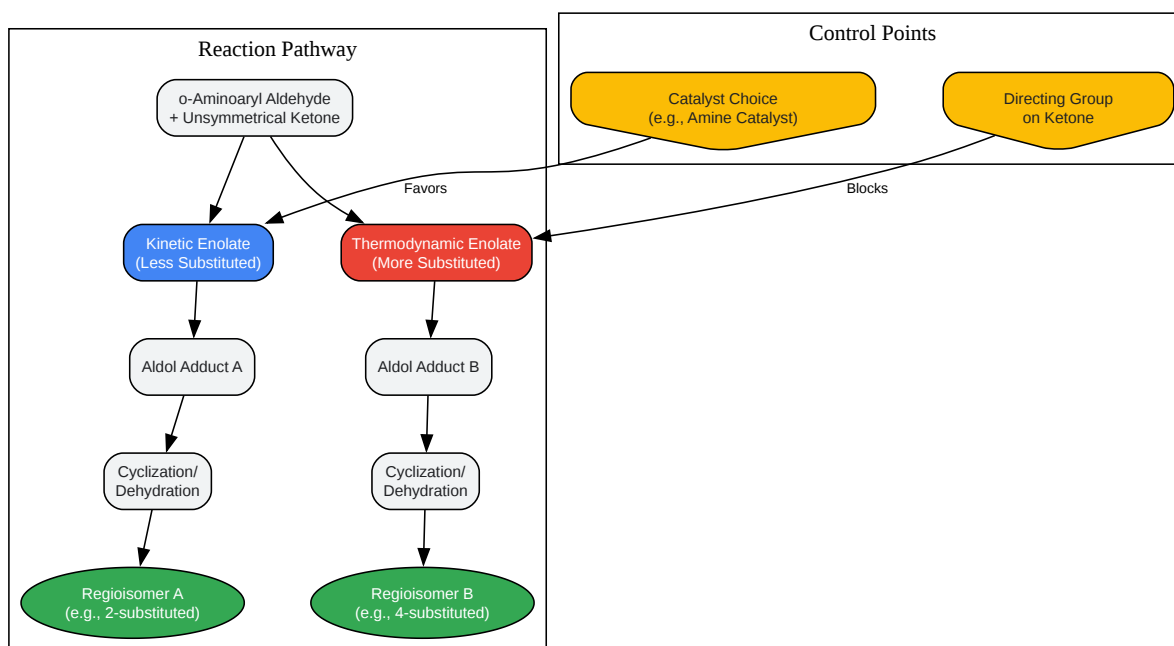 Reaction Pathway
Control Points
o-Aminoaryl Aldehyde
+ Unsymmetrical Ketone
Catalyst Choice
(e.g., Amine Catalyst)
Directing Group
on Ketone
Favors
Blocks
Kinetic Enolate
(Less Substituted)
Thermodynamic Enolate
(More Substituted)
Aldol Adduct A
Aldol Adduct B
Cyclization/
Dehydration
Cyclization/
Dehydration
Regioisomer A
(e.g., 2-substituted)
Regioisomer B
(e.g., 4-substituted)